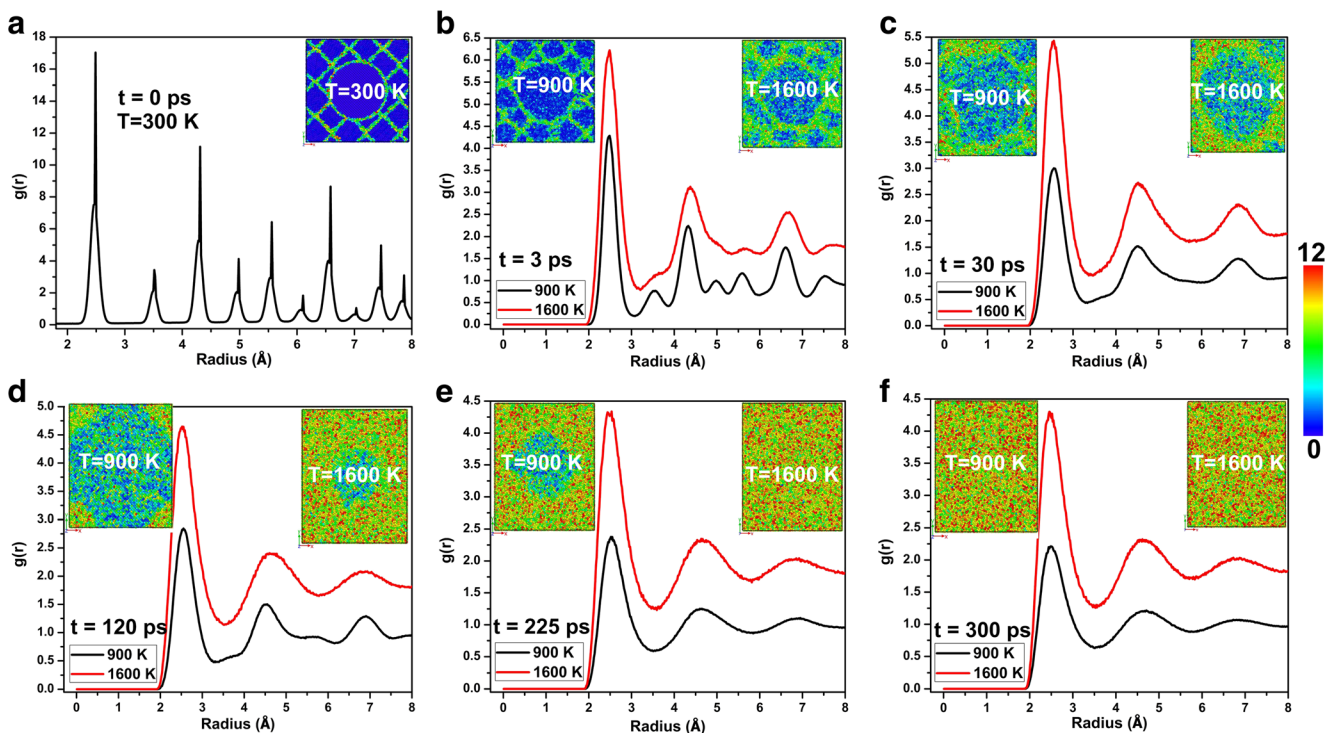 a
g(r)
18
16
14
12
10
8
6
4
2
0
t = 0 ps
T=300 K
T=300 K
2 3 4 5 6 7 8
Radius (Å)
b
g(r)
6.5
6.0
5.5
5.0
4.5
4.0
3.5
3.0
2.5
2.0
1.5
1.0
0.5
0.0
T=900 K
T=1600 K
t = 3 ps
900 K
1600 K
0 1 2 3 4 5 6 7 8
Radius (Å)
c
g(r)
5.5
5.0
4.5
4.0
3.5
3.0
2.5
2.0
1.5
1.0
0.5
0.0
T=900 K
T=1600 K
t = 30 ps
900 K
1600 K
0 1 2 3 4 5 6 7 8
Radius (Å)
12
0
d
g(r)
5.0
4.5
4.0
3.5
3.0
2.5
2.0
1.5
1.0
0.5
0.0
T=900 K
T=1600 K
t = 120 ps
900 K
1600 K
0 1 2 3 4 5 6 7 8
Radius (Å)
e
g(r)
4.5
4.0
3.5
3.0
2.5
2.0
1.5
1.0
0.5
0.0
T=900 K
T=1600 K
t = 225 ps
900 K
1600 K
0 1 2 3 4 5 6 7 8
Radius (Å)
f
g(r)
4.5
4.0
3.5
3.0
2.5
2.0
1.5
1.0
0.5
0.0
T=900 K
T=1600 K
t = 300 ps
900 K
1600 K
0 1 2 3 4 5 6 7 8
Radius (Å)